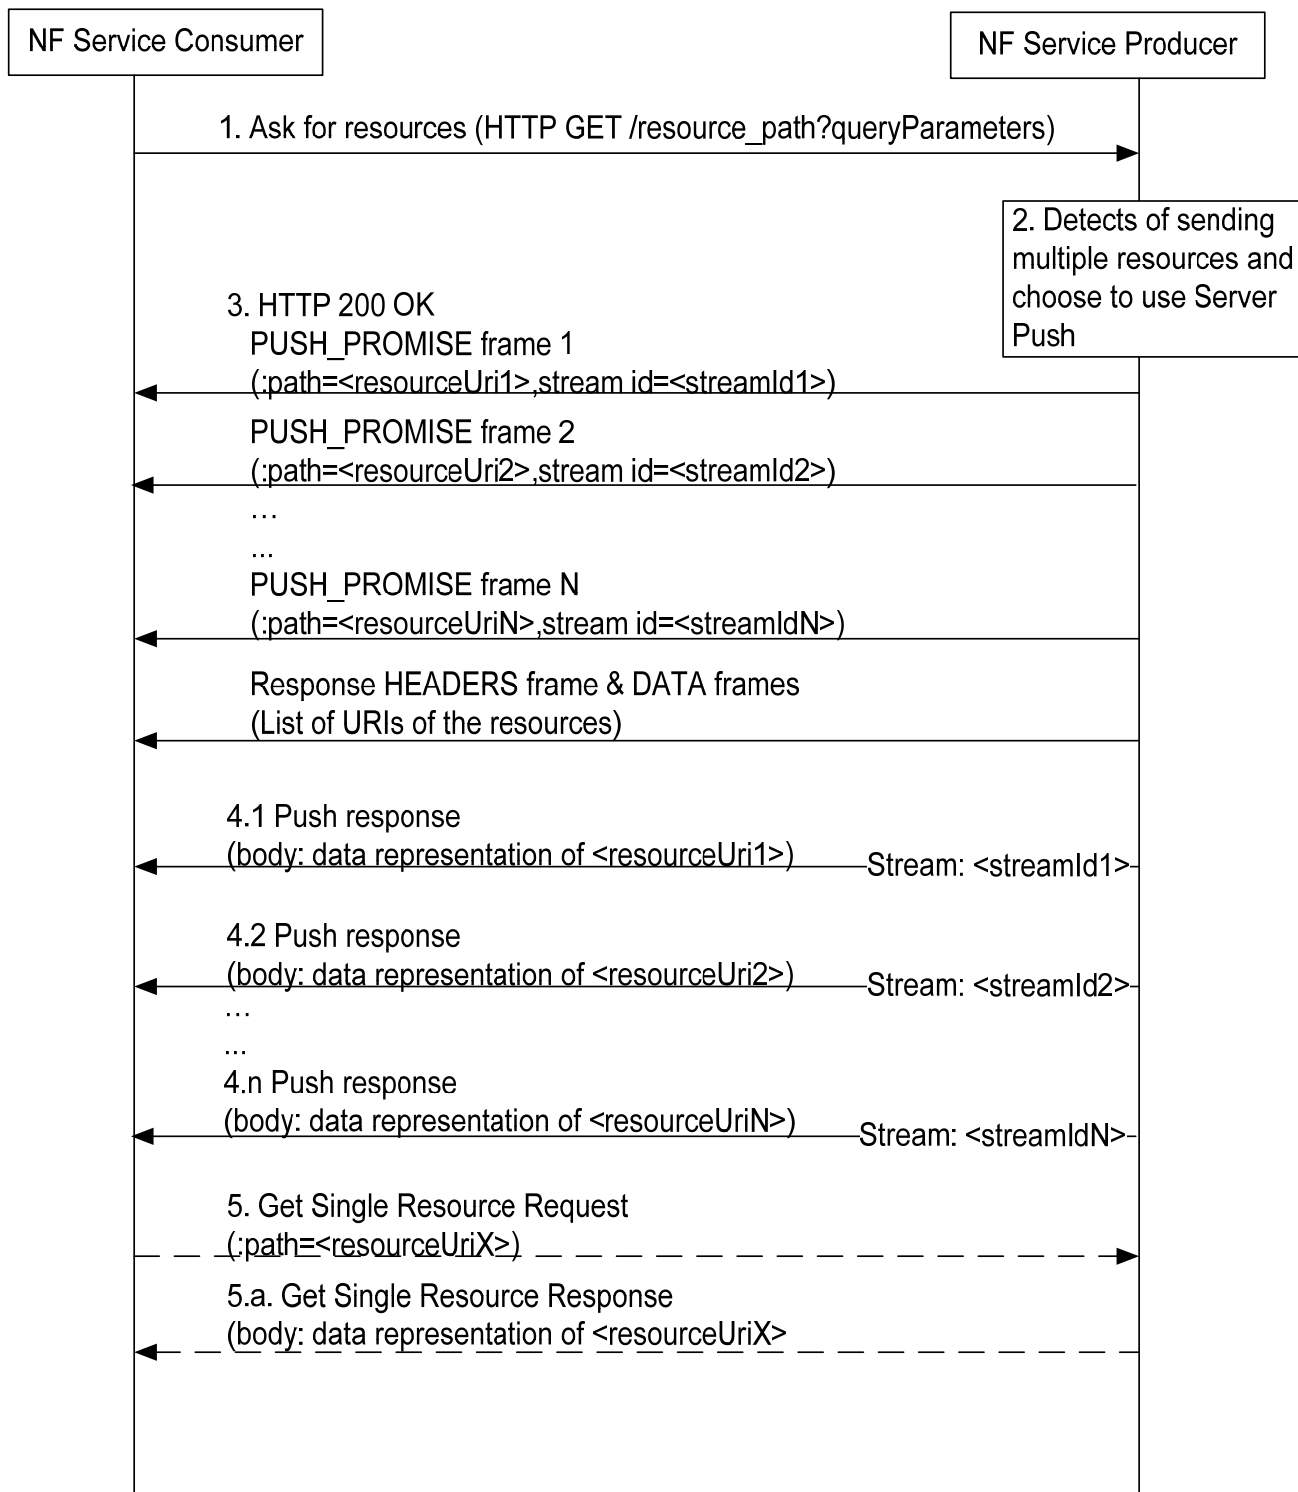 NF Service Consumer
NF Service Producer
1. Ask for resources (HTTP GET /resource_path?queryParameters)
2. Detects of sending
multiple resources and
choose to use Server
Push
3. HTTP 200 OK
PUSH_PROMISE frame 1
(:path=<resourceUri1>,stream id=<streamId1>)
PUSH_PROMISE frame 2
(:path=<resourceUri2>,stream id=<streamId2>)
…
...
PUSH_PROMISE frame N
(:path=<resourceUriN>,stream id=<streamIdN>)
Response HEADERS frame & DATA frames
(List of URIs of the resources)
4.1 Push response
(body: data representation of <resourceUri1>)
Stream: <streamId1>
4.2 Push response
(body: data representation of <resourceUri2>)
Stream: <streamId2>
…
...
4.n Push response
(body: data representation of <resourceUriN>)
Stream: <streamIdN>
5. Get Single Resource Request
(:path=<resourceUriX>)
5.a. Get Single Resource Response
(body: data representation of <resourceUriX>